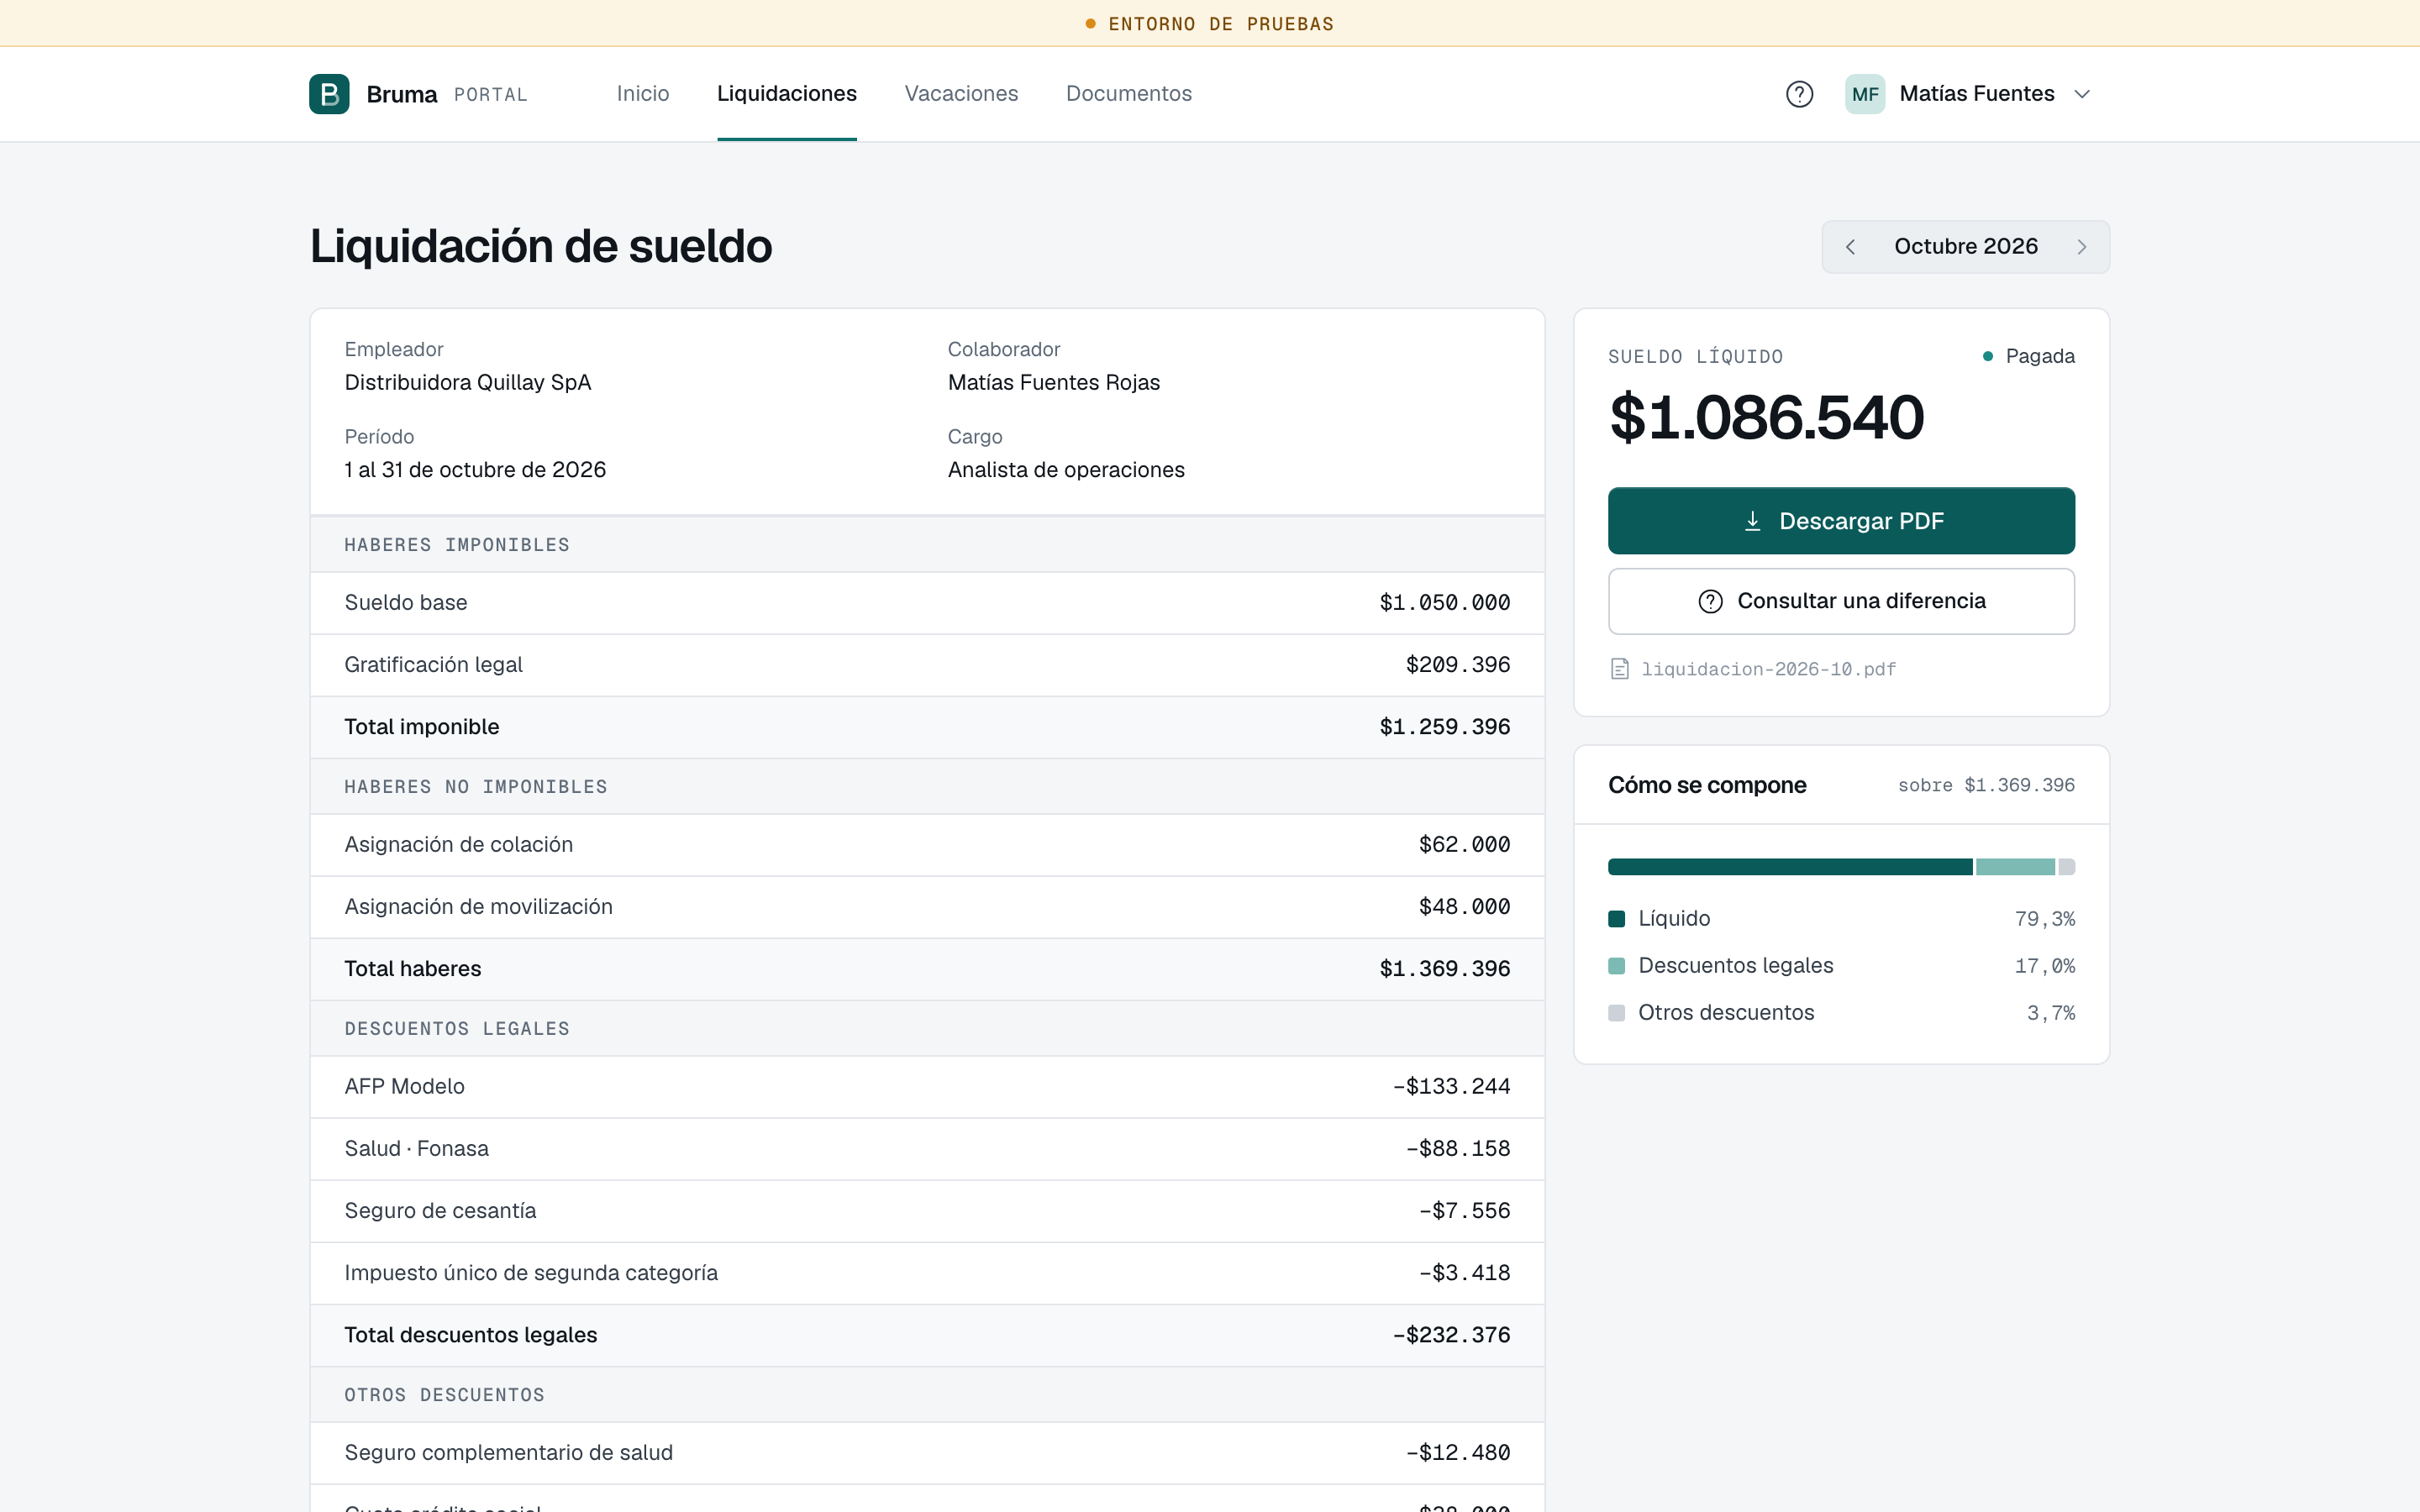 ENTORNO DE PRUEBAS
B Bruma PORTAL Inicio Liquidaciones Vacaciones Documentos MF Matías Fuentes
Liquidación de sueldo
Octubre 2026
Empleador
Distribuidora Quillay SpA
Colaborador
Matías Fuentes Rojas
Período
1 al 31 de octubre de 2026
Cargo
Analista de operaciones
HABERES IMPONIBLES
Sueldo base $1.050.000
Gratificación legal $209.396
Total imponible $1.259.396
HABERES NO IMPONIBLES
Asignación de colación $62.000
Asignación de movilización $48.000
Total haberes $1.369.396
DESCUENTOS LEGALES
AFP Modelo −$133.244
Salud · Fonasa −$88.158
Seguro de cesantía −$7.556
Impuesto único de segunda categoría −$3.418
Total descuentos legales −$232.376
OTROS DESCUENTOS
Seguro complementario de salud −$12.480
SUELDO LÍQUIDO Pagada
$1.086.540
Descargar PDF
Consultar una diferencia
liquidacion-2026-10.pdf
Cómo se compone sobre $1.369.396
Líquido 79,3%
Descuentos legales 17,0%
Otros descuentos 3,7%